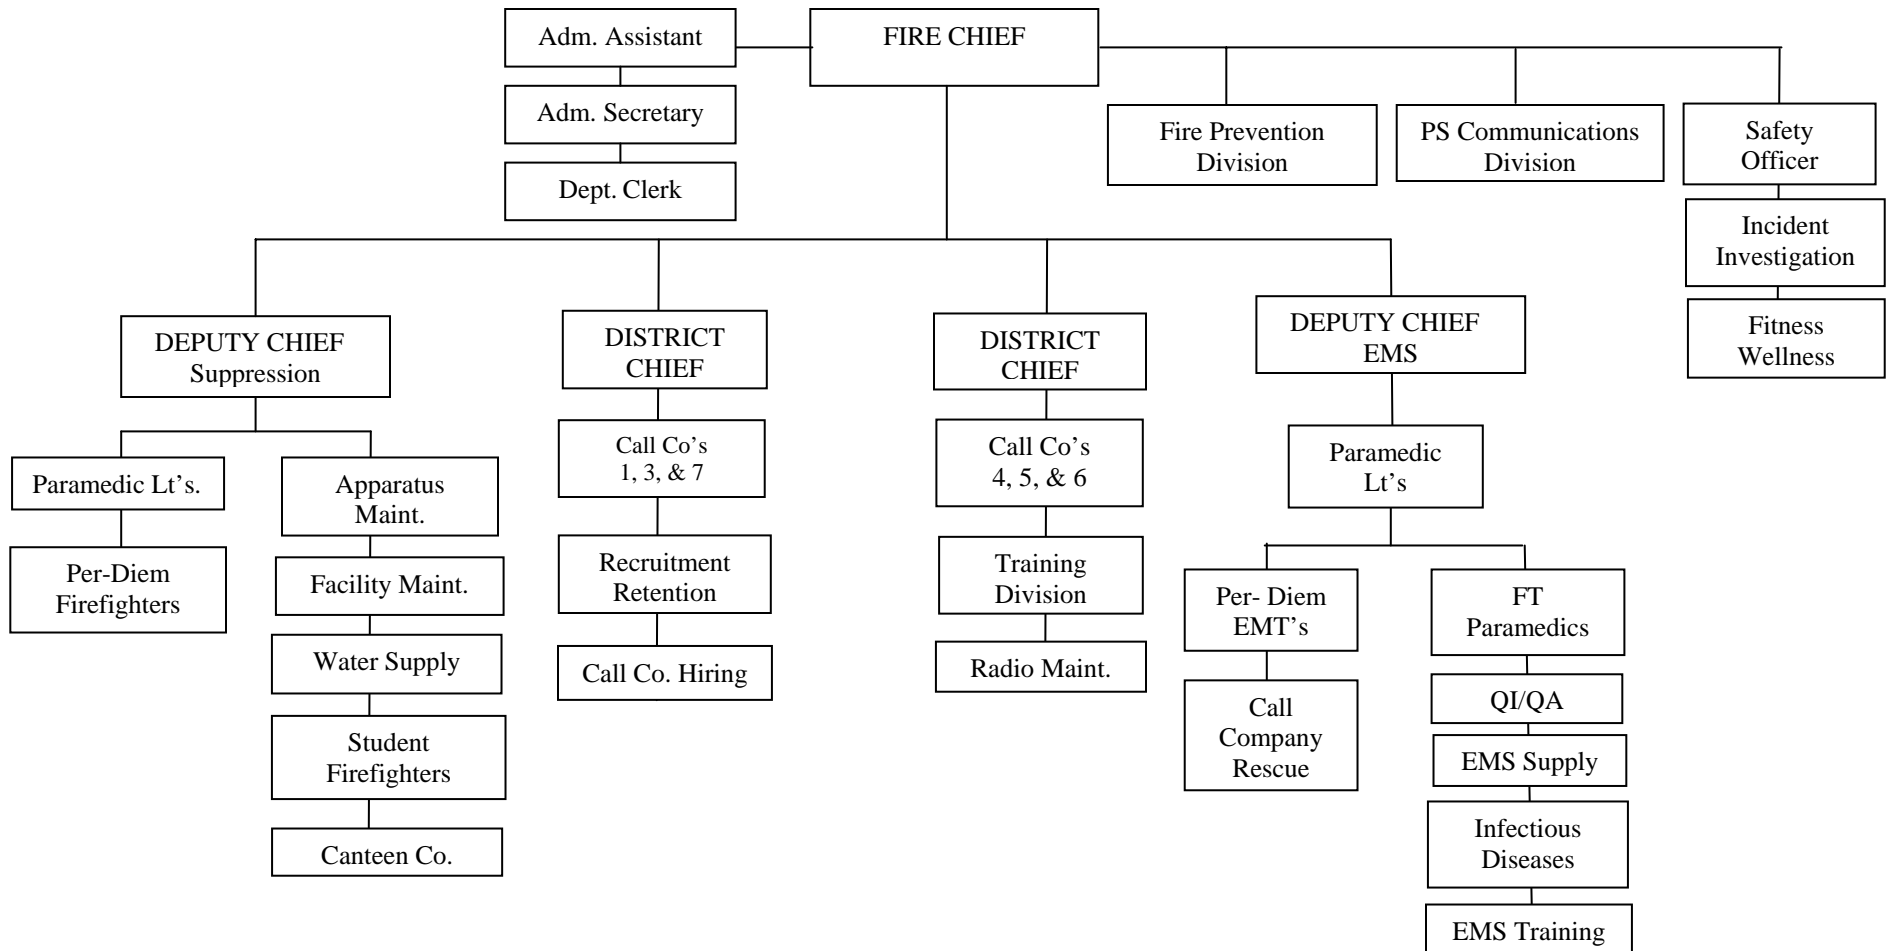 Adm. Assistant
FIRE CHIEF
Adm. Secretary
Dept. Clerk
Fire Prevention
Division
PS Communications
Division
Safety
Officer
Incident
Investigation
Fitness
Wellness
DEPUTY CHIEF
Suppression
DISTRICT
CHIEF
DISTRICT
CHIEF
DEPUTY CHIEF
EMS
Paramedic Lt's.
Per-Diem
Firefighters
Apparatus
Maint.
Facility Maint.
Water Supply
Student
Firefighters
Canteen Co.
Call Co’s
1, 3, & 7
Recruitment
Retention
Call Co. Hiring
Call Co’s
4, 5, & 6
Training
Division
Radio Maint.
Paramedic
Lt's
Per- Diem
EMT's
Call
Company
Rescue
FT
Paramedics
QI/QA
EMS Supply
Infectious
Diseases
EMS Training